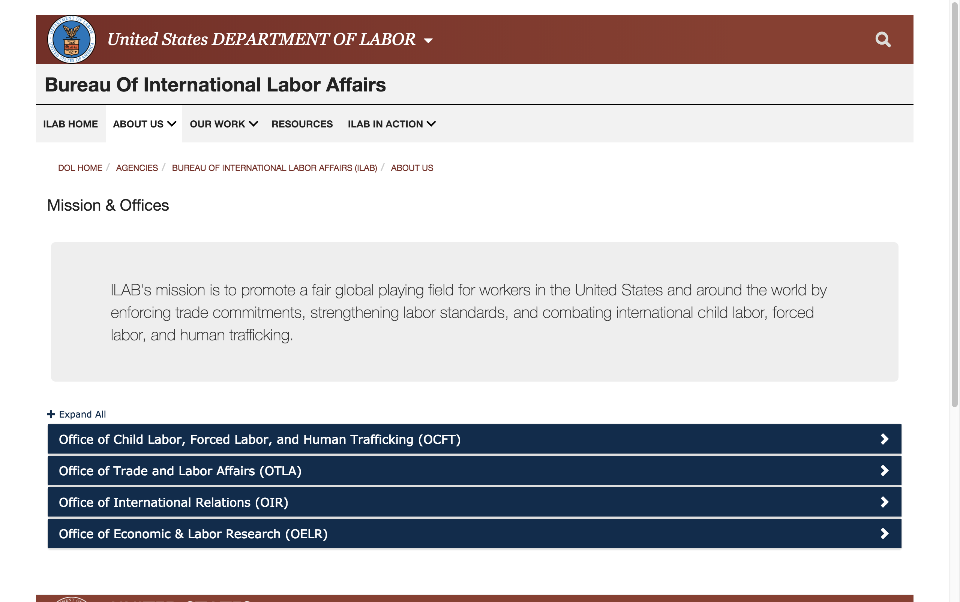 United States DEPARTMENT OF LABOR
Bureau Of International Labor Affairs
ILAB HOME ABOUT US OUR WORK RESOURCES ILAB IN ACTION
DOL HOME / AGENCIES / BUREAU OF INTERNATIONAL LABOR AFFAIRS (ILAB) / ABOUT US
Mission & Offices
ILAB's mission is to promote a fair global playing field for workers in the United States and around the world by
enforcing trade commitments, strengthening labor standards, and combating international child labor, forced
labor, and human trafficking.
+ Expand All
Office of Child Labor, Forced Labor, and Human Trafficking (OCFT)
Office of Trade and Labor Affairs (OTLA)
Office of International Relations (OIR)
Office of Economic & Labor Research (OELR)